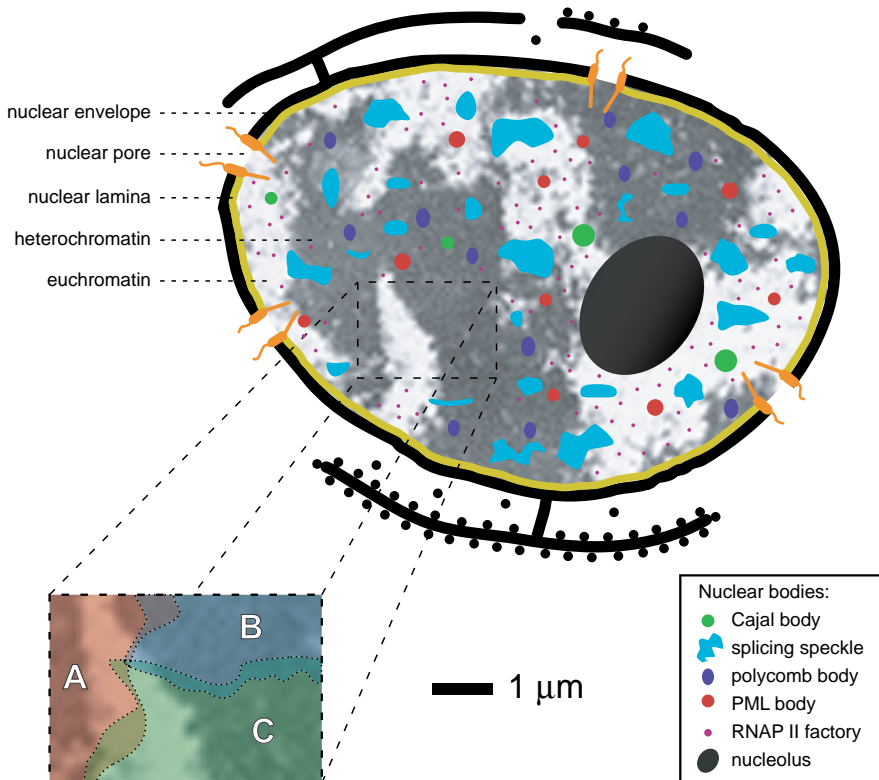 nuclear envelope
nuclear pore
nuclear lamina
heterochromatin
euchromatin
A
B
C
1 μm
Nuclear bodies:
Cajal body
splicing speckle
polycomb body
PML body
RNAP II factory
nucleolus